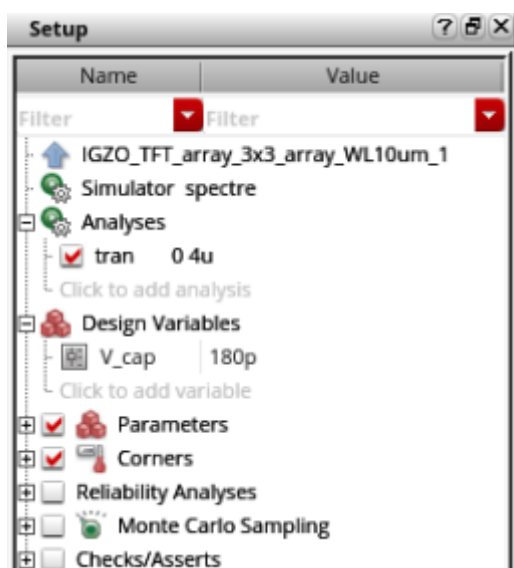 Setup
Name Value
Filter Filter
IGZO_TFT_array_3x3_array_WL10um_1
Simulator spectre
Analyses
tran 0 4u
Click to add analysis
Design Variables
V_cap 180p
Click to add variable
Parameters
Corners
Reliability Analyses
Monte Carlo Sampling
Checks/Asserts